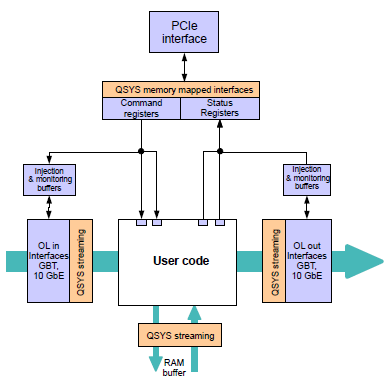 PCIe
interface
QSYS memory mapped interfaces
Command
registers
Status
Registers
Injection
& monitoring
buffers
Injection
& monitoring
buffers
OL in
Interfaces
GBT,
10 GbE
QSYS streaming
User code
QSYS streaming
OL out
Interfaces
GBT,
10 GbE
QSYS streaming
RAM
buffer